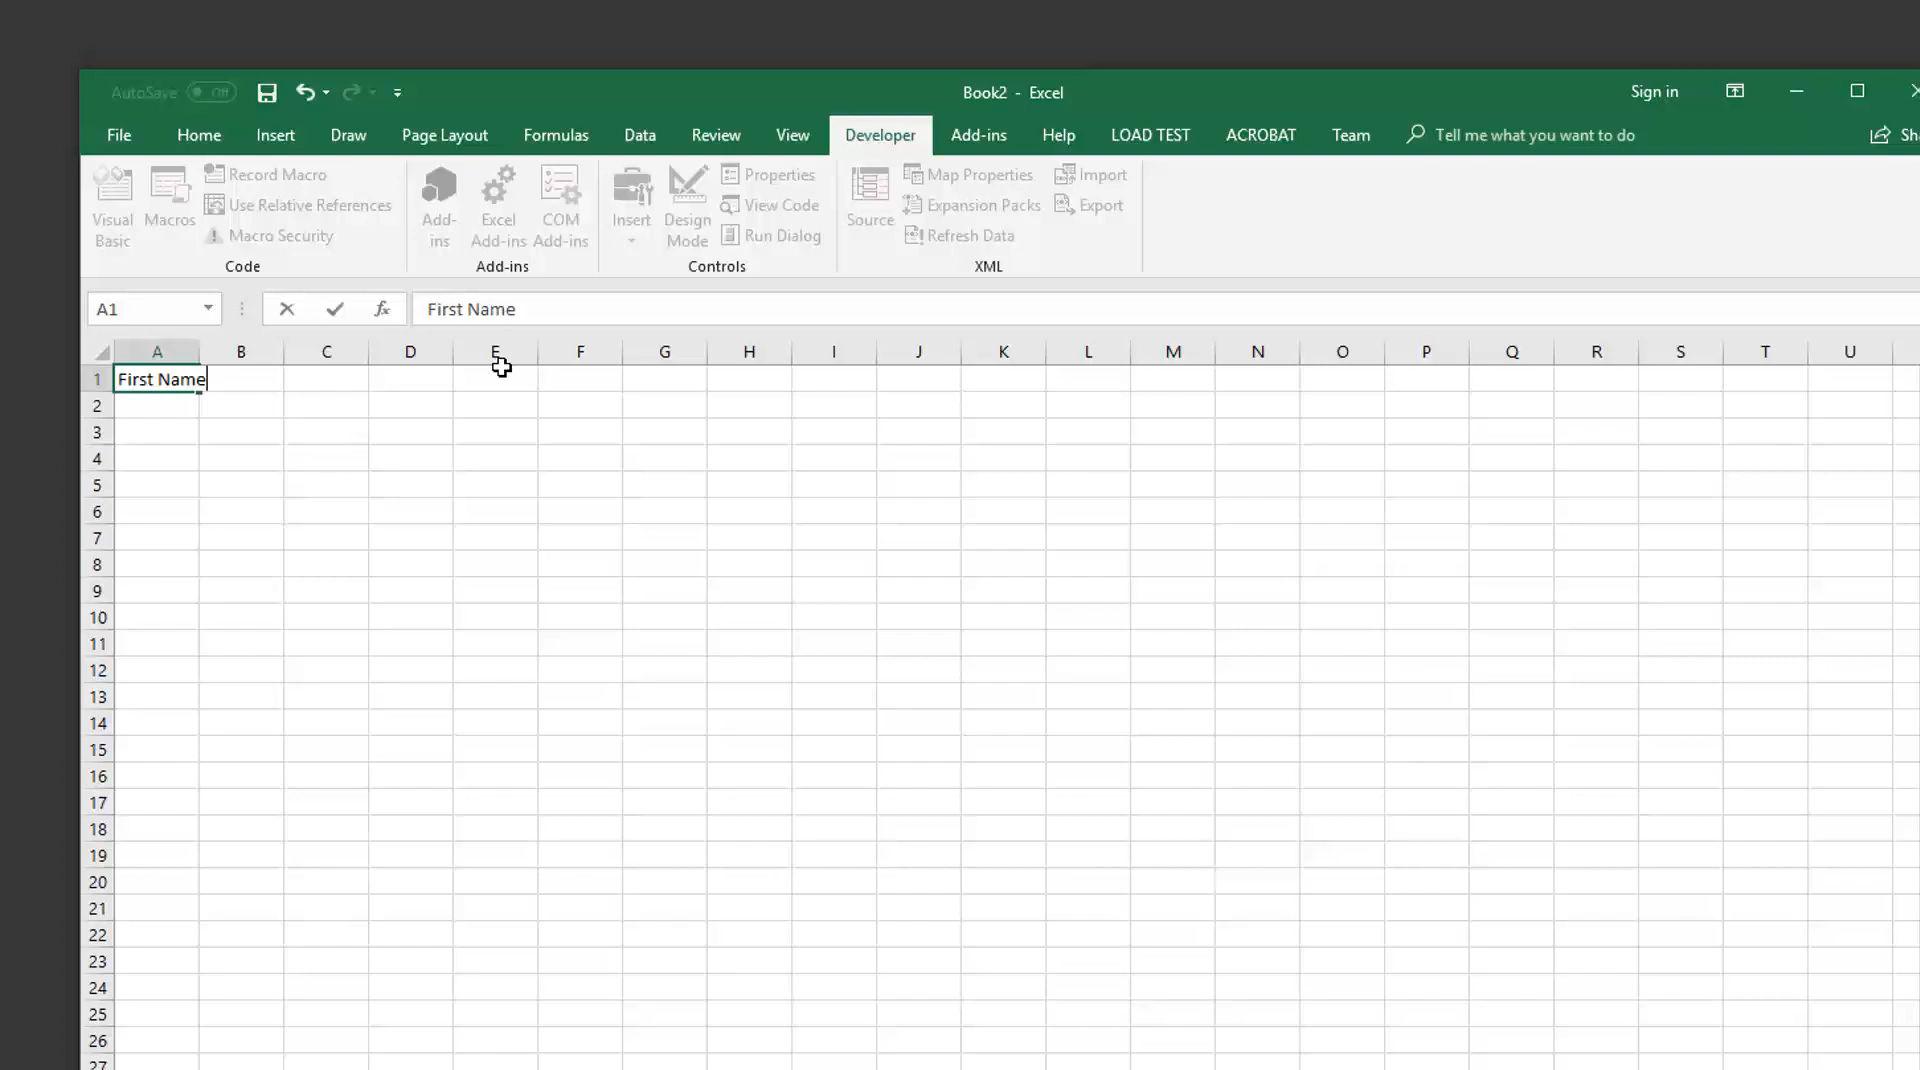 AutoSave Off Book2 - Excel Sign in
File Home Insert Draw Page Layout Formulas Data Review View Developer Add-ins Help LOAD TEST ACROBAT Team Tell me what you want to do Sha
Visual Basic
Macros
Record Macro
Use Relative References
Macro Security
Code
Add-ins
Excel Add-ins
COM Add-ins
Add-ins
Insert
Design Mode
Properties
View Code
Run Dialog
Controls
Source
Map Properties
Expansion Packs
Refresh Data
Import
Export
XML
A1 fx First Name
A B C D E F G H I J K L M N O P Q R S T U
1 First Name
2
3
4
5
6
7
8
9
10
11
12
13
14
15
16
17
18
19
20
21
22
23
24
25
26
27